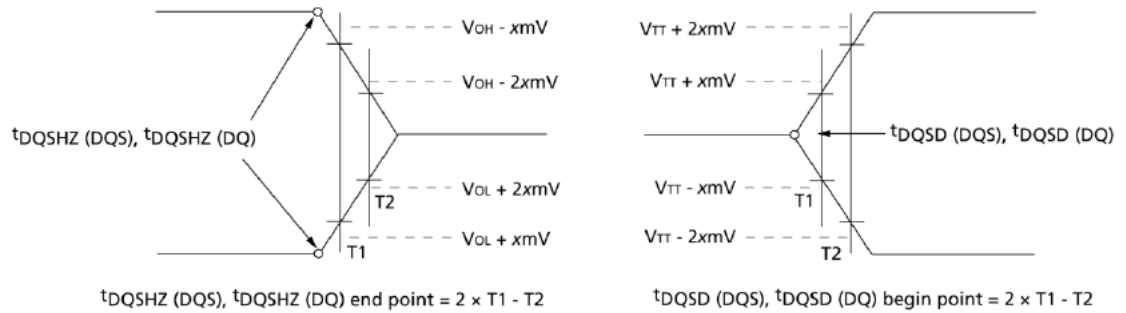 VOH - xmV
VOH - 2xmV
tDQSHZ (DQS), tDQSHZ (DQ)
VOL + 2xmV
T2
VOL + xmV
T1
tDQSHZ (DQS), tDQSHZ (DQ) end point = 2 × T1 - T2
VTT + 2xmV
VTT + xmV
tDQSD (DQS), tDQSD (DQ)
VTT - xmV
T1
VTT - 2xmV
T2
tDQSD (DQS), tDQSD (DQ) begin point = 2 × T1 - T2